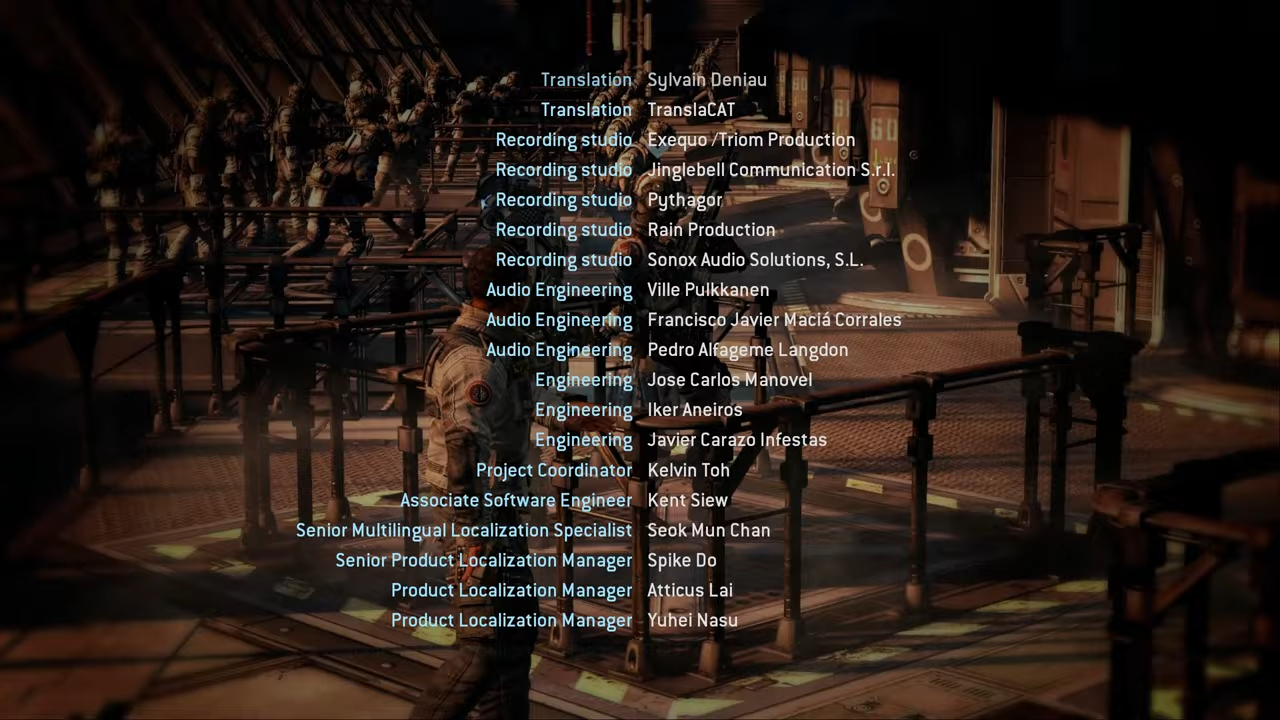 Translation Sylvain Deniau
Translation TranslaCAT
Recording studio Exequo /Triom Production
Recording studio Jinglebell Communication S.r.l.
Recording studio Pythagor
Recording studio Rain Production
Recording studio Sonox Audio Solutions, S.L.
Audio Engineering Ville Pulkkanen
Audio Engineering Francisco Javier Maciá Corrales
Audio Engineering Pedro Alfageme Langdon
Engineering Jose Carlos Manovel
Engineering Iker Aneiros
Engineering Javier Carazo Infestas
Project Coordinator Kelvin Toh
Associate Software Engineer Kent Siew
Senior Multilingual Localization Specialist Seok Mun Chan
Senior Product Localization Manager Spike Do
Product Localization Manager Atticus Lai
Product Localization Manager Yuhei Nasu
60